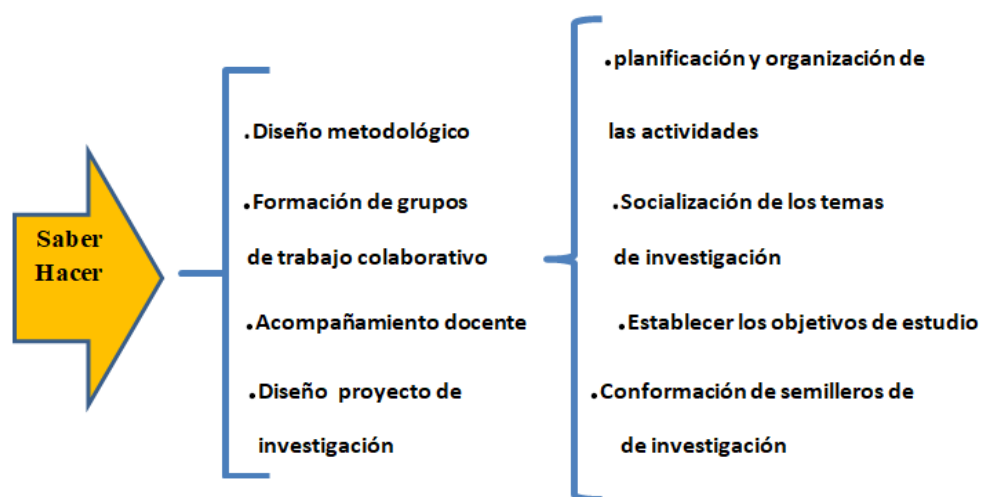 Saber
Hacer
.Diseño metodológico
.Formación de grupos
de trabajo colaborativo
.Acompañamiento docente
.Diseño proyecto de
investigación
.planificación y organización de
las actividades
.Socialización de los temas
de investigación
.Establecer los objetivos de estudio
.Conformación de semilleros de
de investigación